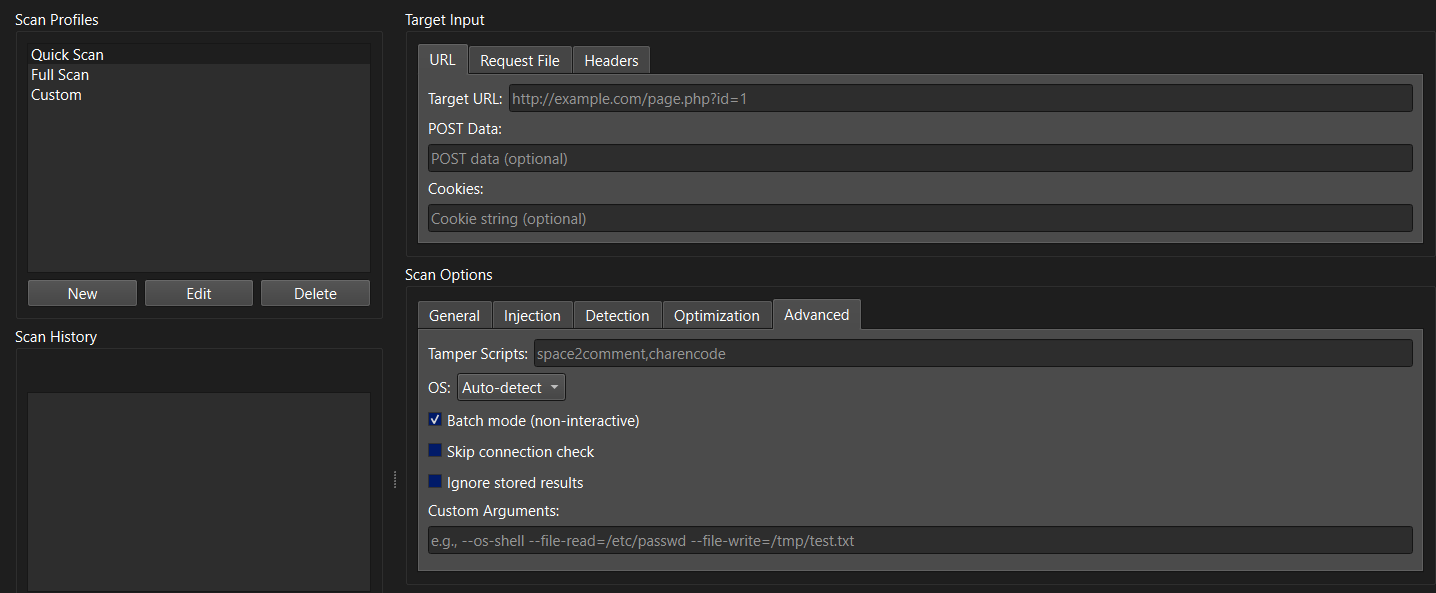 Scan Profiles
Quick Scan
Full Scan
Custom
New Edit Delete
Scan History
Target Input
URL Request File Headers
Target URL: http://example.com/page.php?id=1
POST Data:
POST data (optional)
Cookies:
Cookie string (optional)
Scan Options
General Injection Detection Optimization Advanced
Tamper Scripts: space2comment,charencode
OS: Auto-detect
Batch mode (non-interactive)
Skip connection check
Ignore stored results
Custom Arguments:
e.g., --os-shell --file-read=/etc/passwd --file-write=/tmp/test.txt